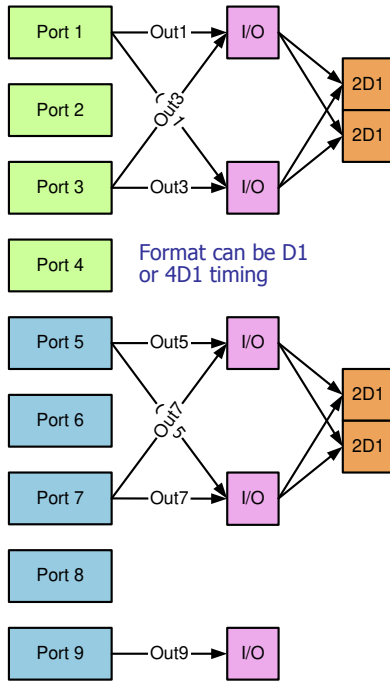 Port 1
Out1
I/O
2D1
Port 2
Out3
2D1
Port 3
Out3
I/O
Port 4
Format can be D1
or 4D1 timing
Port 5
Out5
I/O
2D1
Port 6
Out7
2D1
Port 7
Out7
I/O
Port 8
Port 9
Out9
I/O